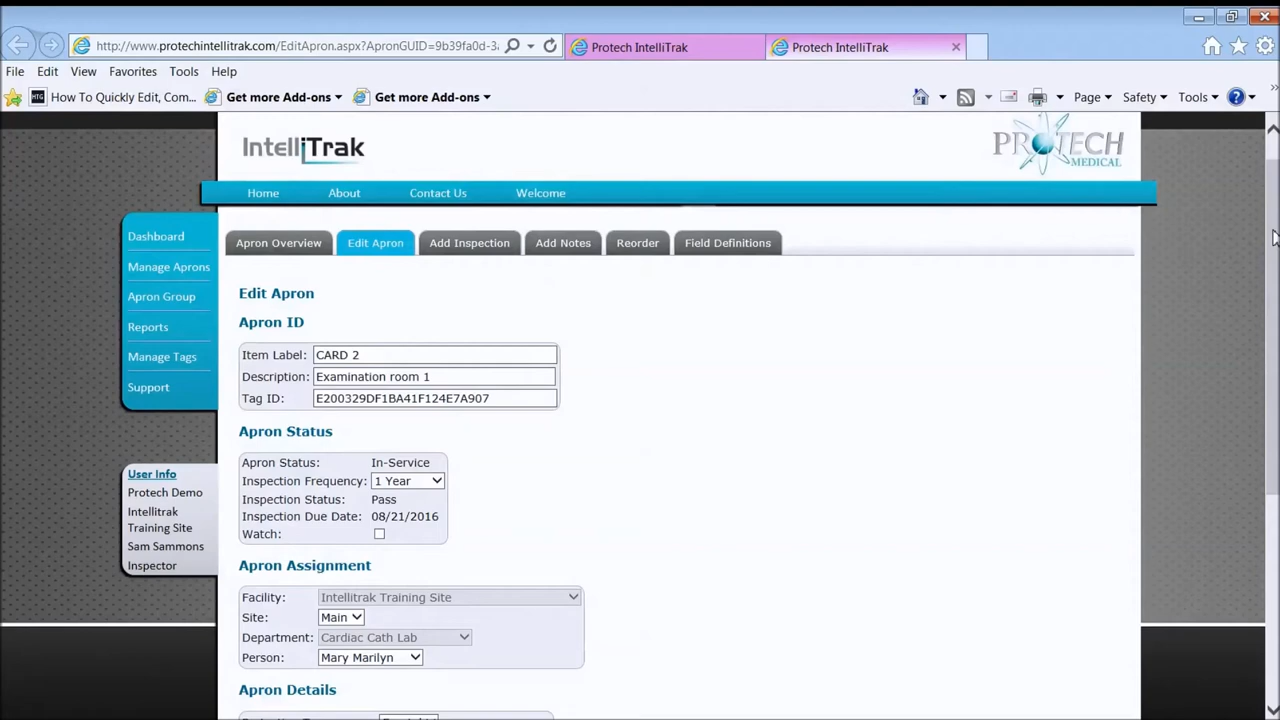 http://www.protechintellitrak.com/EditApron.aspx?ApronGUID=9b39fa0d-3
Protech IntelliTrak
Protech IntelliTrak
File Edit View Favorites Tools Help
HTG How To Quickly Edit, Com... Get more Add-ons Get more Add-ons Page Safety Tools
IntelliTrak
PROTECH
MEDICAL
Home About Contact Us Welcome
Dashboard
Manage Aprons
Apron Group
Reports
Manage Tags
Support
User Info
Protech Demo
Intellitrak
Training Site
Sam Sammons
Inspector
Apron Overview Edit Apron Add Inspection Add Notes Reorder Field Definitions
Edit Apron
Apron ID
Item Label: CARD 2
Description: Examination room 1
Tag ID: E200329DF1BA41F124E7A907
Apron Status
Apron Status: In-Service
Inspection Frequency: 1 Year
Inspection Status: Pass
Inspection Due Date: 08/21/2016
Watch:
Apron Assignment
Facility: Intellitrak Training Site
Site: Main
Department: Cardiac Cath Lab
Person: Mary Marilyn
Apron Details